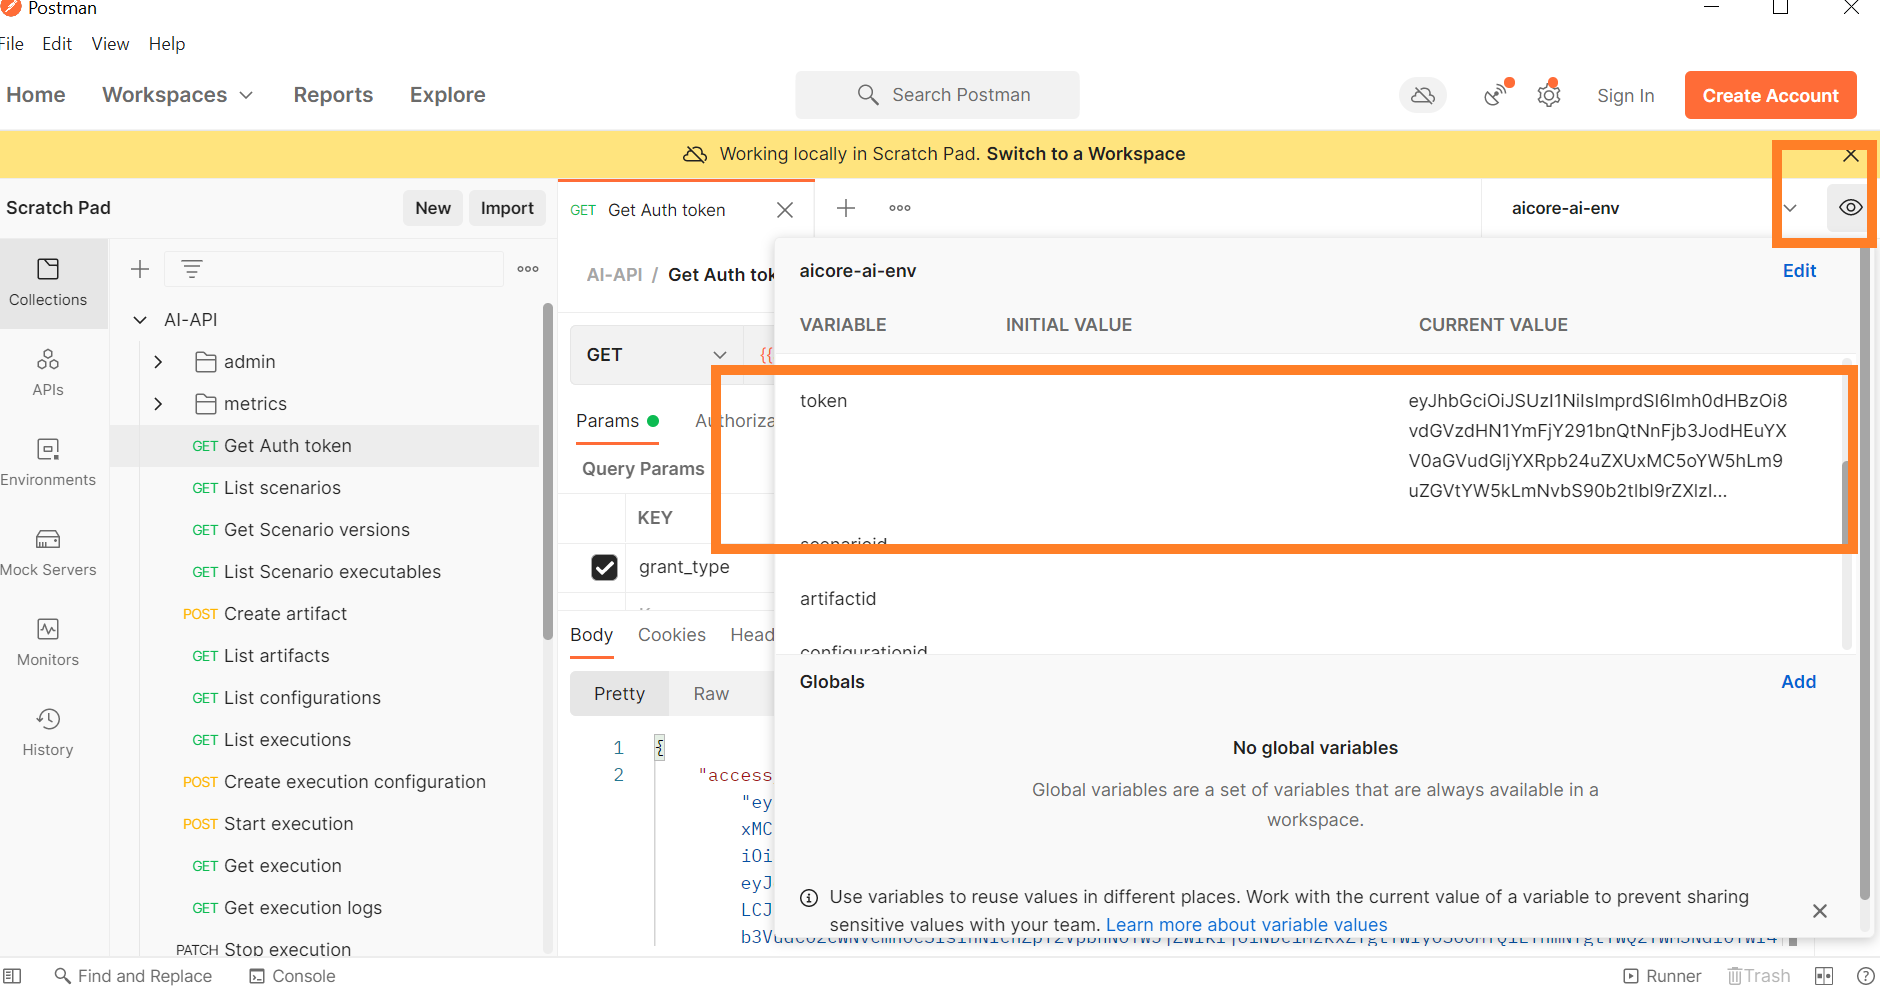 Postman
File Edit View Help
Home Workspaces Reports Explore
Search Postman
Sign In
Create Account
Working locally in Scratch Pad. Switch to a Workspace
Scratch Pad
New
Import
GET Get Auth token
aicore-ai-env
Collections
APIs
Environments
Mock Servers
Monitors
History
AI-API
admin
metrics
GET Get Auth token
GET List scenarios
GET Get Scenario versions
GET List Scenario executables
POST Create artifact
GET List artifacts
GET List configurations
GET List executions
POST Create execution configuration
POST Start execution
GET Get execution
GET Get execution logs
PATCH Stop execution
AI-API / Get Auth tok
GET
{{
Params Authoriza
Query Params
KEY
grant_type
Body Cookies Head
Pretty Raw
1 {
2 "access
"ey
xMC
iOi
eyJ
LCJ
aicore-ai-env
Edit
VARIABLE INITIAL VALUE CURRENT VALUE
token
eyJhbGciOiJSUzI1NiIsImprdSI6Imh0dHBzOi8
vdGVzdHN1YmFjY291bnQtNnFjb3JodHEuYX
V0aGVudGljYXRpb24uZXUxMC5oYW5hLm9
uZGVtYW5kLmNvbS90b2tlbl9rZXlzI...
scenarioid
artifactid
configurationid
Globals
Add
No global variables
Global variables are a set of variables that are always available in a
workspace.
Use variables to reuse values in different places. Work with the current value of a variable to prevent sharing
sensitive values with your team. Learn more about variable values
Find and Replace
Console
Runner
Trash